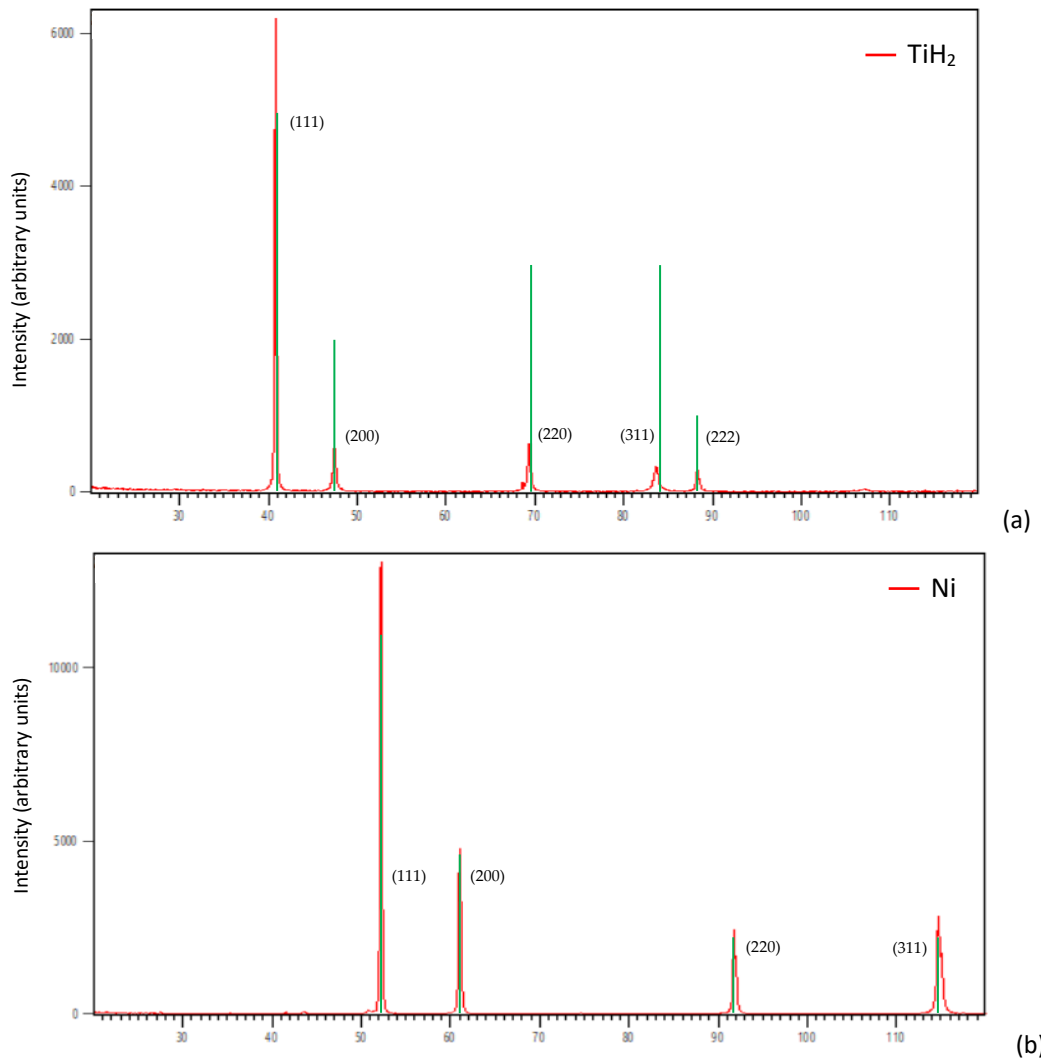 6000
TiH₂
(111)
4000
Intensity (arbitrary units)
2000
(200)
(220)
(311)
(222)
0
30 40 50 60 70 80 90 100 110
(a)
Ni
10000
Intensity (arbitrary units)
5000
(111)
(200)
(220)
(311)
0
30 40 50 60 70 80 90 100 110
(b)